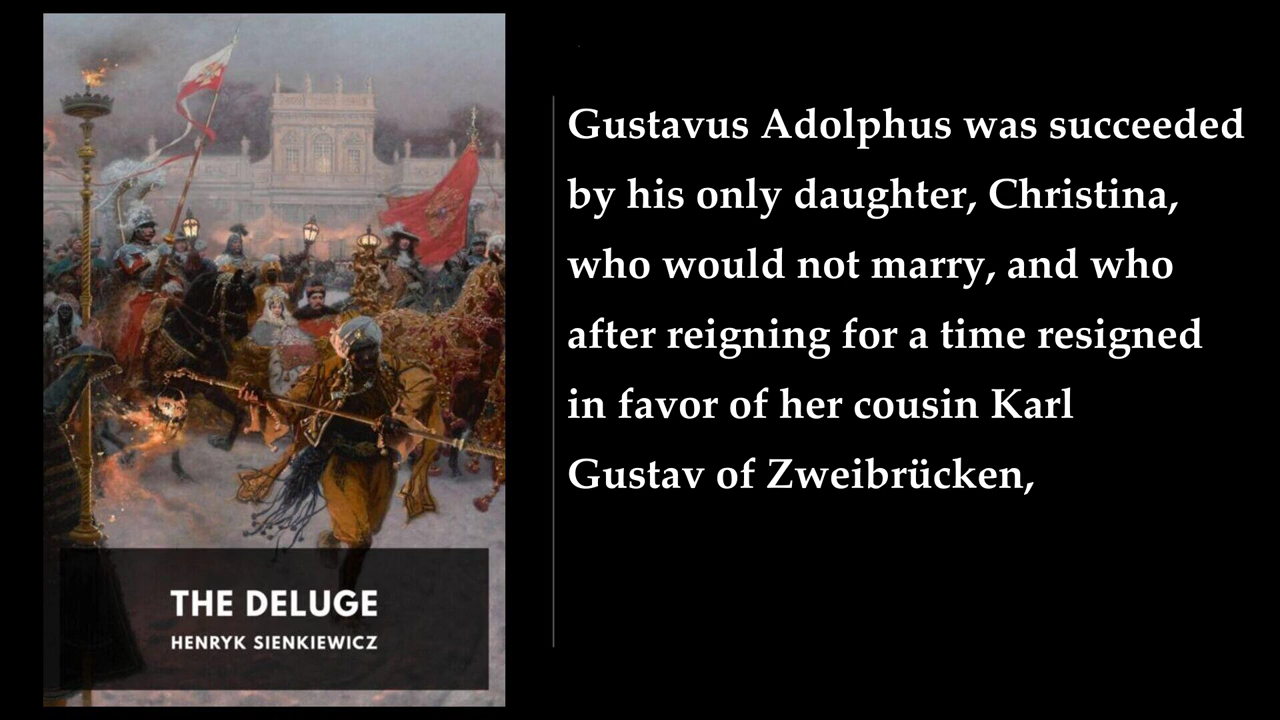 THE DELUGE
HENRYK SIENKIEWICZ
Gustavus Adolphus was succeeded
by his only daughter, Christina,
who would not marry, and who
after reigning for a time resigned
in favor of her cousin Karl
Gustav of Zweibrücken,